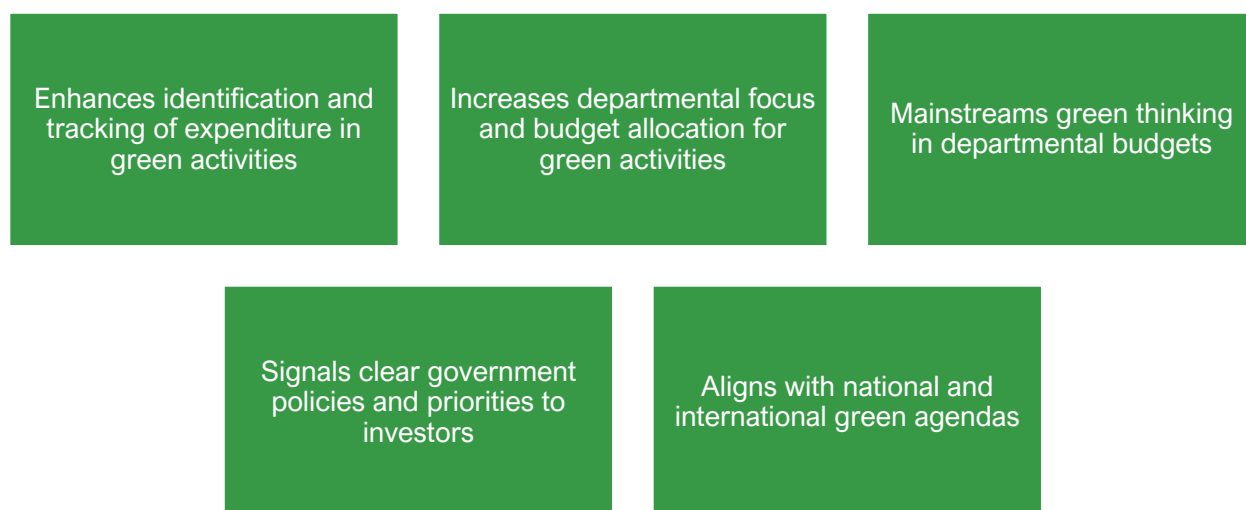 Enhances identification and
tracking of expenditure in
green activities
Increases departmental focus
and budget allocation for
green activities
Mainstreams green thinking
in departmental budgets
Signals clear government
policies and priorities to
investors
Aligns with national and
international green agendas